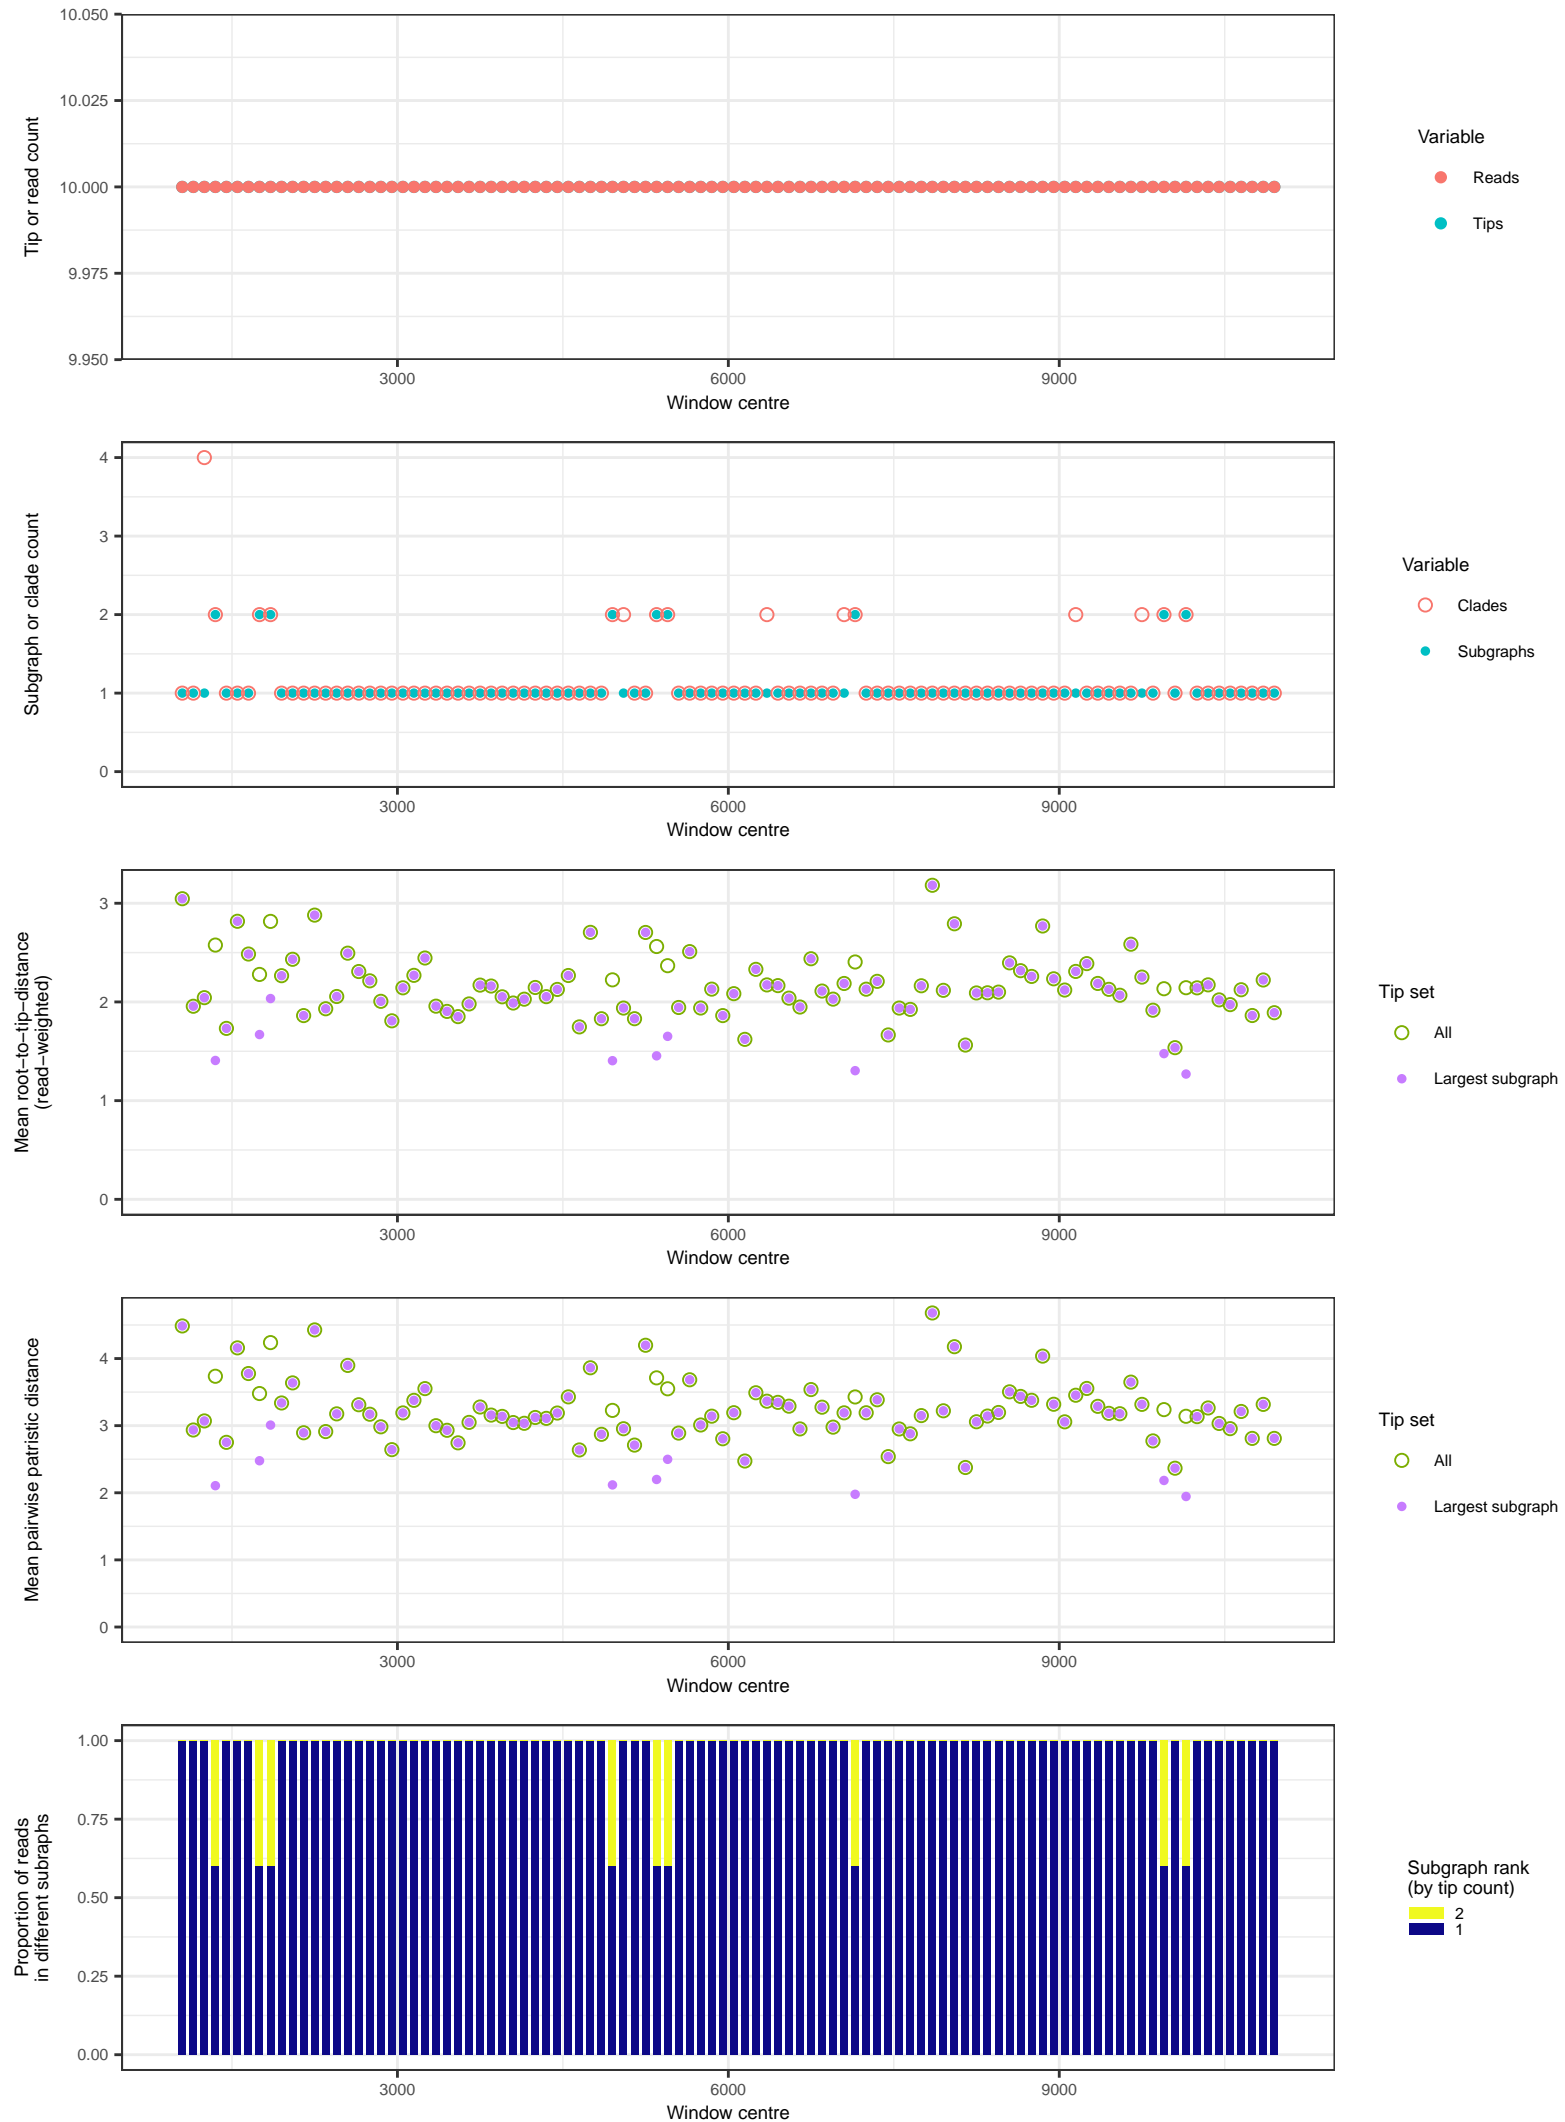 10.050
10.025
10.000
9.975
9.950
Tip or read count
3000
6000
9000
Window centre
Variable
Reads
Tips
4
3
2
1
0
Subgraph or clade count
3000
6000
9000
Window centre
Variable
Clades
Subgraphs
3
2
1
0
Mean root−to−tip−distance
(read−weighted)
3000
6000
9000
Window centre
Tip set
All
Largest subgraph
4
3
2
1
0
Mean pairwise patristic distance
3000
6000
9000
Window centre
Tip set
All
Largest subgraph
1.00
0.75
0.50
0.25
0.00
Proportion of reads
in different subraphs
3000
6000
9000
Window centre
Subgraph rank
(by tip count)
2
1